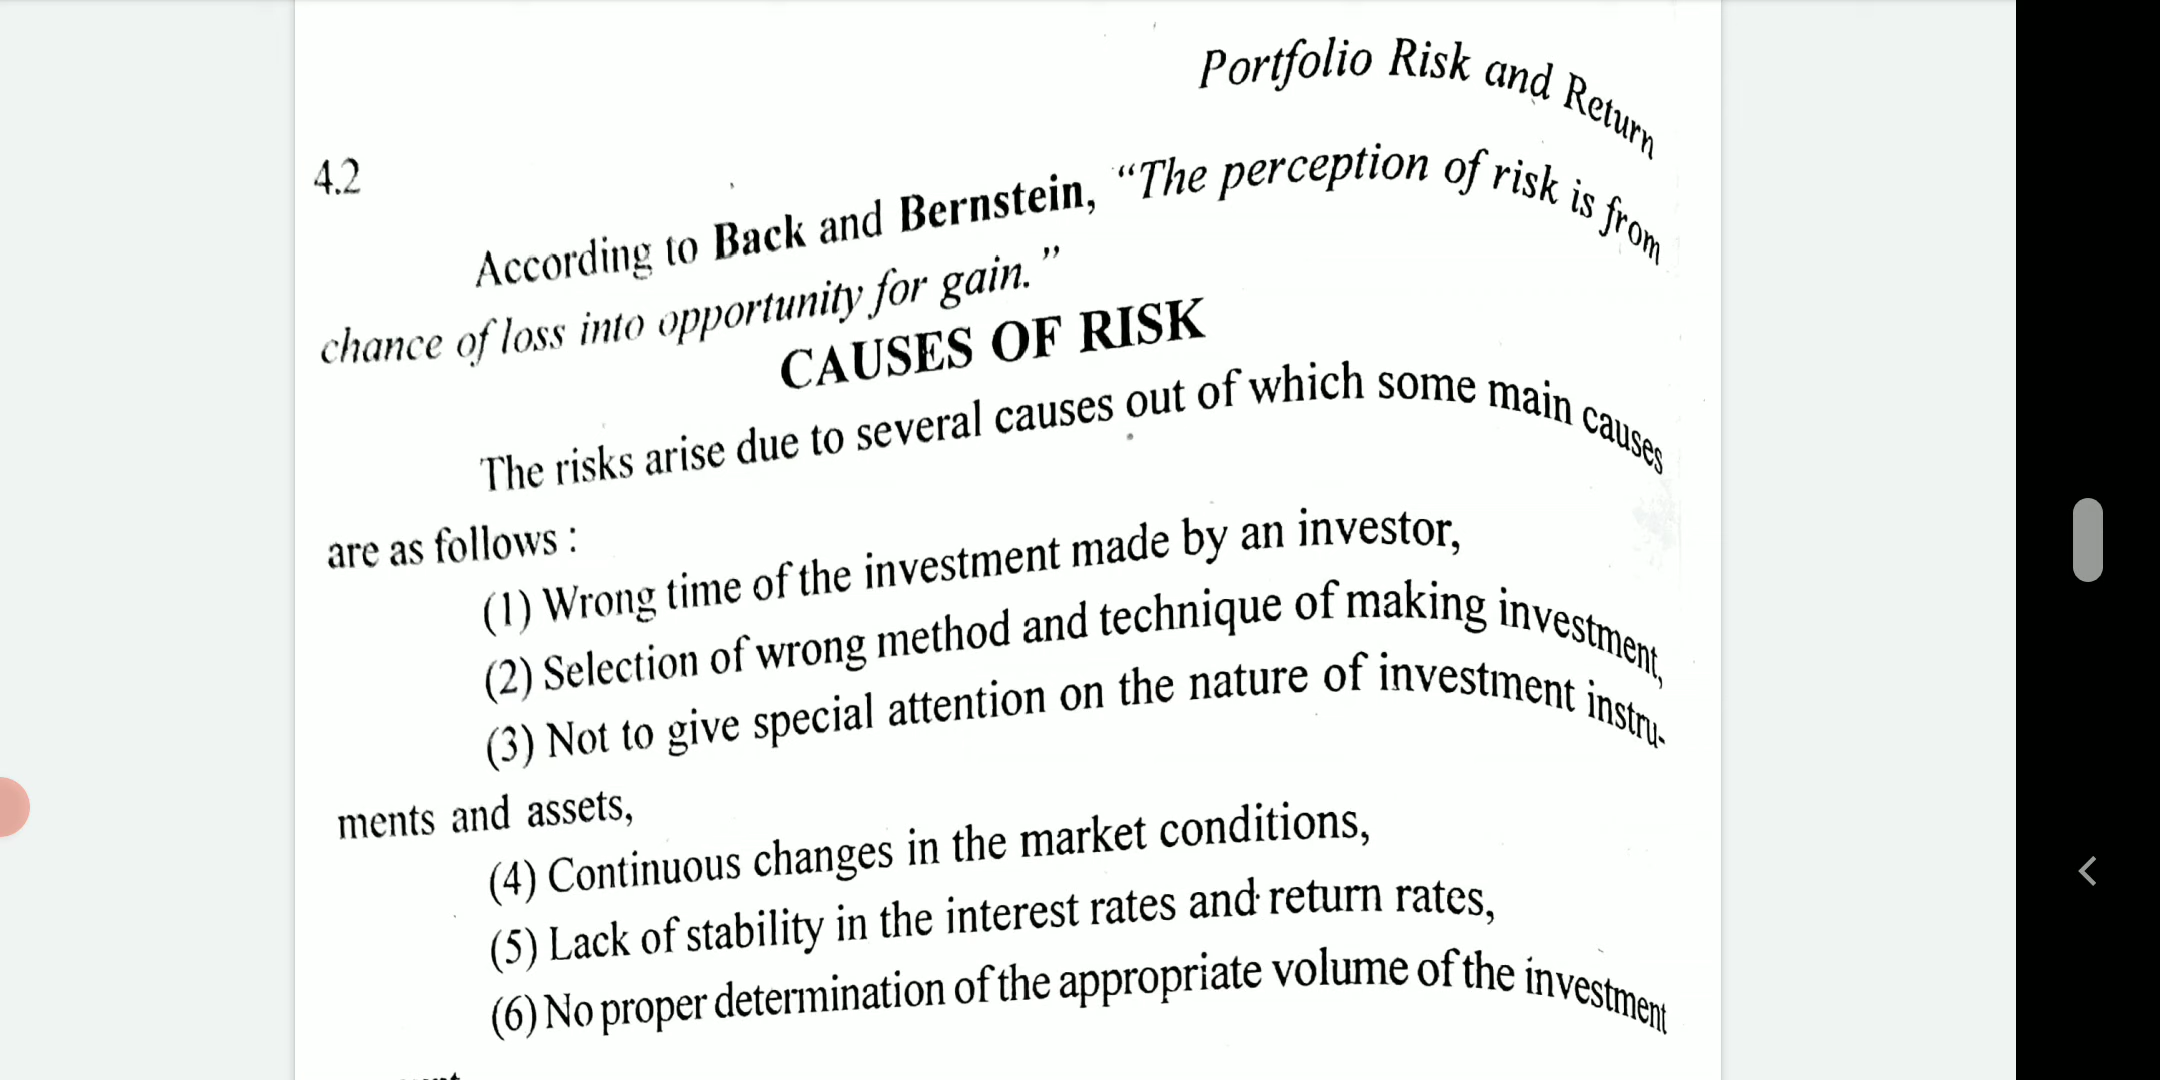 Portfolio Risk and Return
4.2
According to Back and Bernstein, “The perception of risk is from
chance of loss into opportunity for gain.”
CAUSES OF RISK
The risks arise due to several causes out of which some main causes
are as follows :
(1) Wrong time of the investment made by an investor,
(2) Selection of wrong method and technique of making investment,
(3) Not to give special attention on the nature of investment instru-
ments and assets,
(4) Continuous changes in the market conditions,
(5) Lack of stability in the interest rates and return rates,
(6) No proper determination of the appropriate volume of the investment